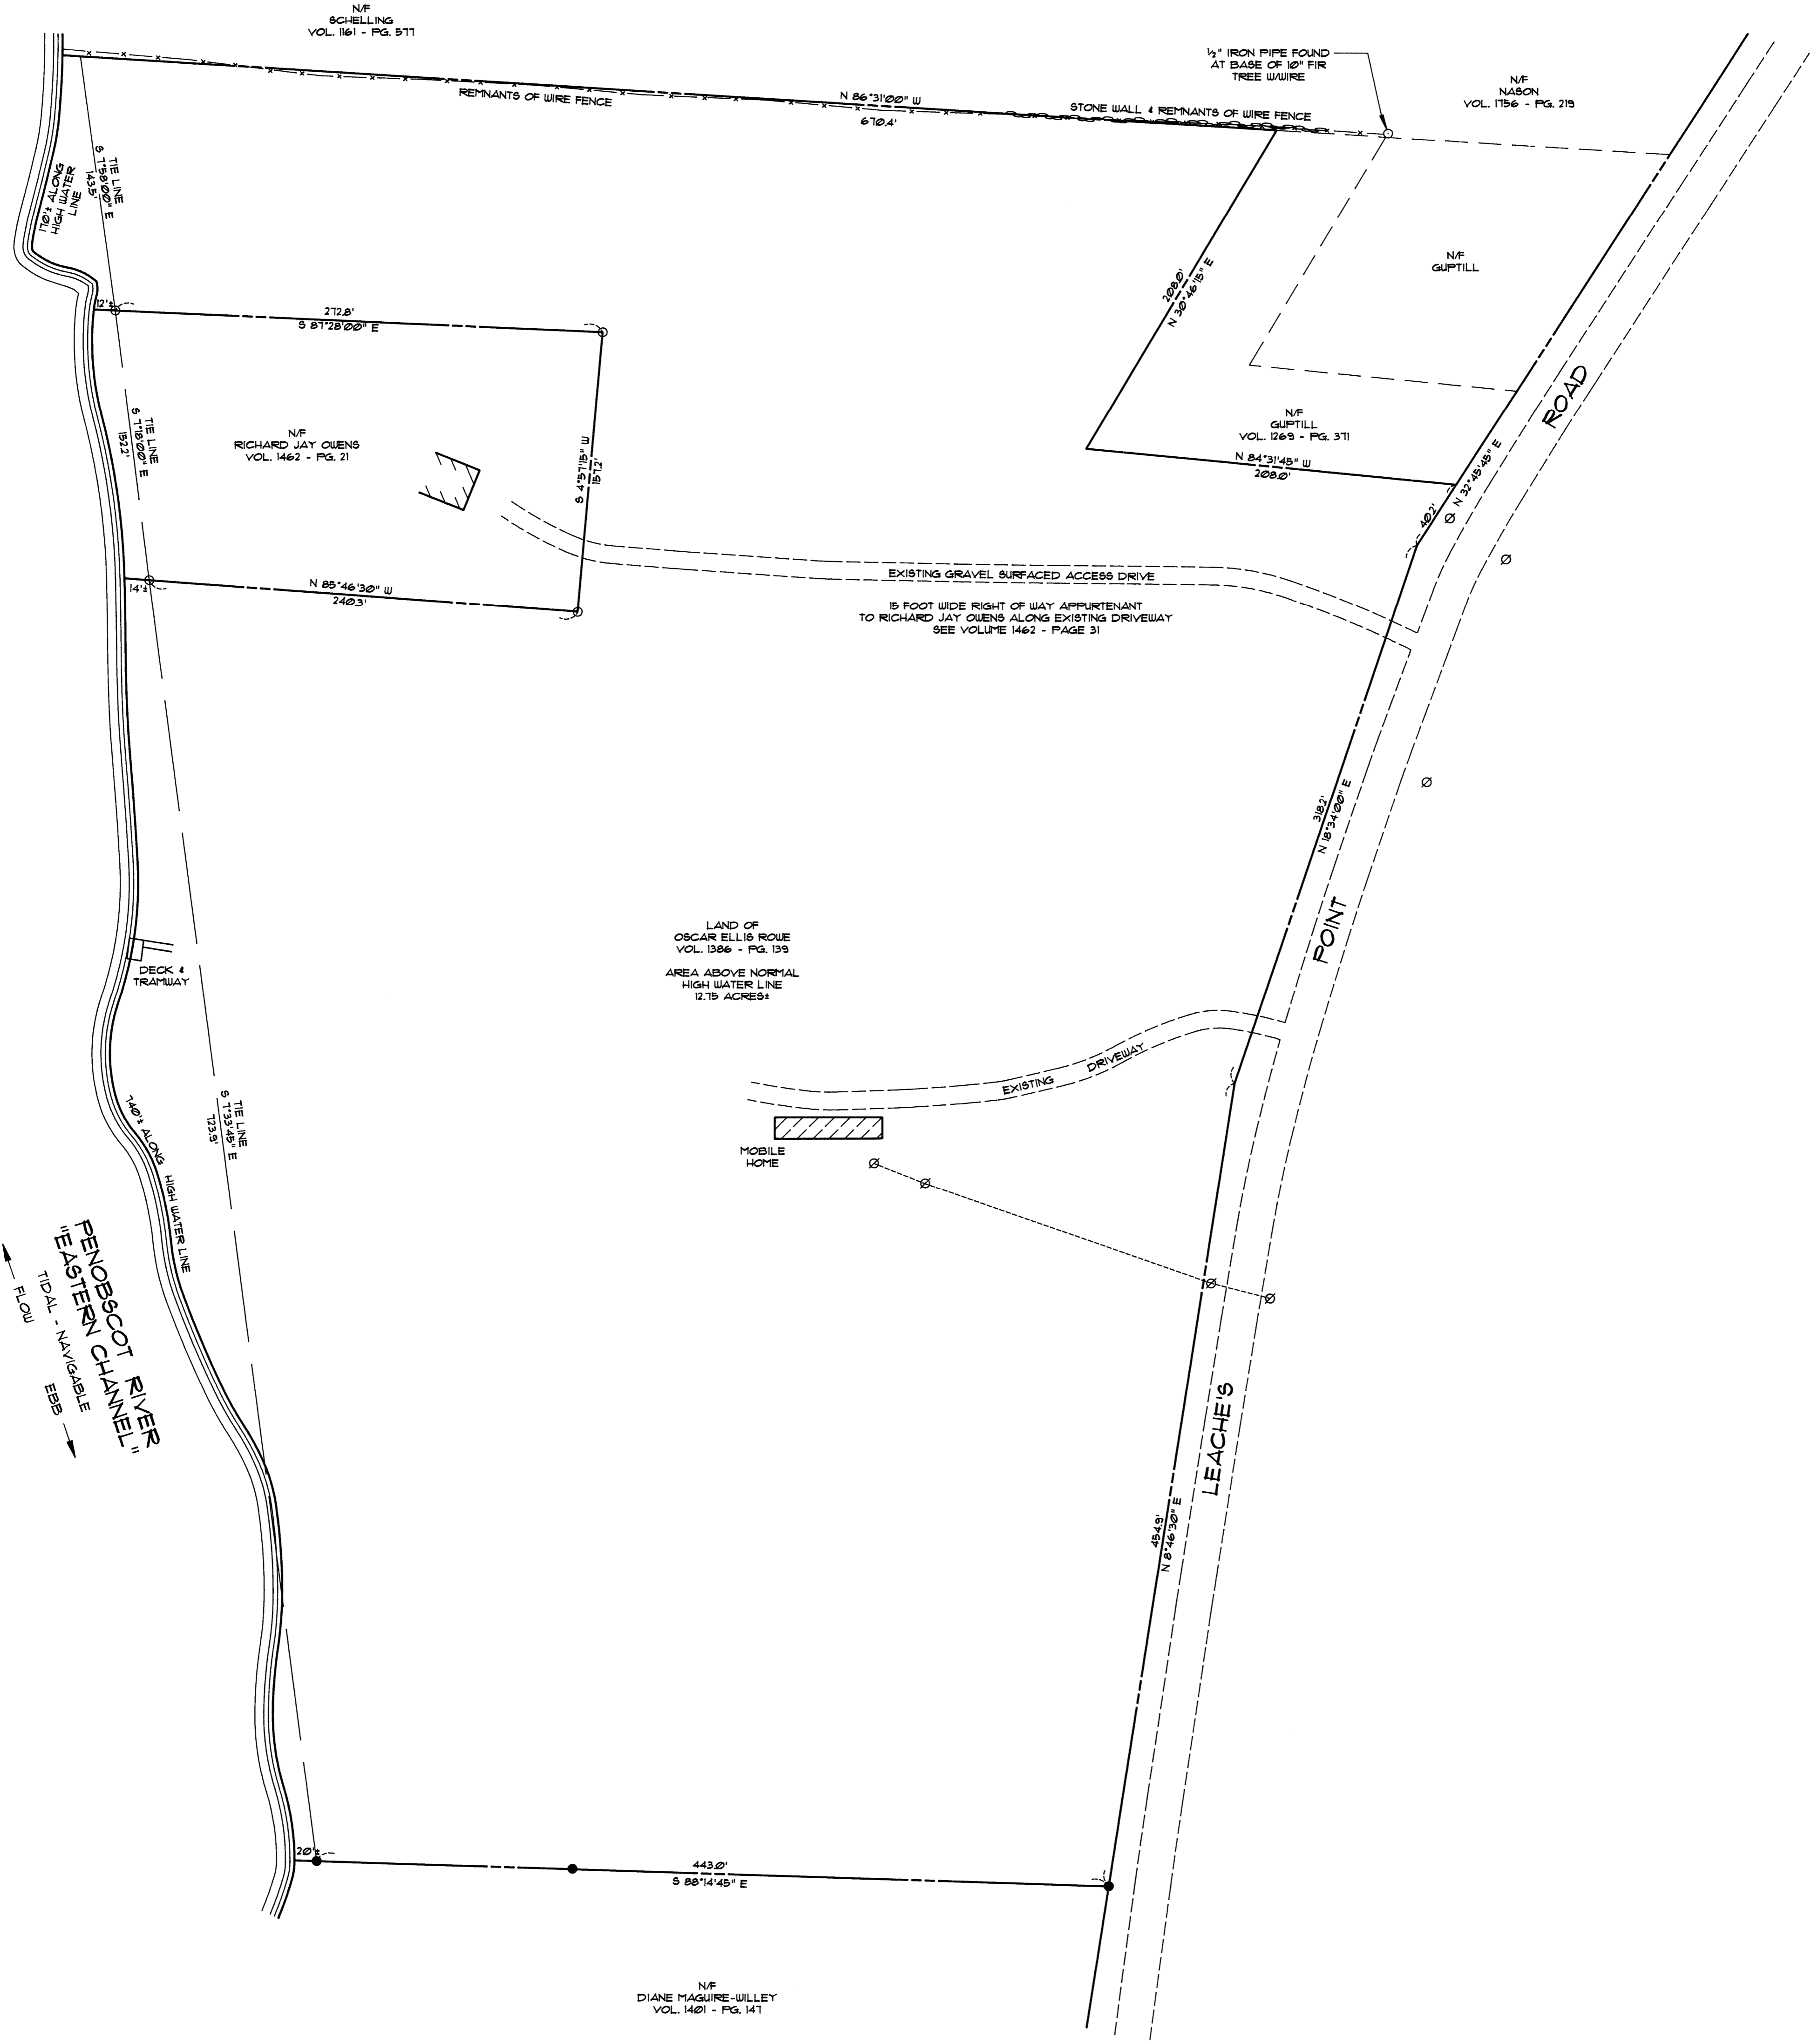 N/F
SCHELLING
VOL. 1161 - PG. 577
1/2" IRON PIPE FOUND
AT BASE OF 10" FIR
TREE W/WIRE
N/F
NASON
VOL. 1756 - PG. 219
REMNANTS OF WIRE FENCE
N 86°31'00" W
670.4'
STONE WALL & REMNANTS OF WIRE FENCE
TIE LINE
S 7°58'00" E
143.5'
170'± ALONG
HIGH WATER
LINE
208.0'
N 30°46'15" E
N/F
GUPTILL
12'±
272.8'
S 87°28'00" E
TIE LINE
S 7°18'00" E
152.2'
N/F
RICHARD JAY OWENS
VOL. 1462 - PG. 21
S 4°57'15" W
157.2'
N/F
GUPTILL
VOL. 1269 - PG. 371
N 84°31'45" W
208.0'
ROAD
40.2'
N 32°45'45" E
14'±
N 85°46'30" W
240.3'
EXISTING GRAVEL SURFACED ACCESS DRIVE
15 FOOT WIDE RIGHT OF WAY APPURTENANT
TO RICHARD JAY OWENS ALONG EXISTING DRIVEWAY
SEE VOLUME 1462 - PAGE 31
318.2'
N 18°34'00" E
POINT
LAND OF
OSCAR ELLIS ROWE
VOL. 1386 - PG. 139
AREA ABOVE NORMAL
HIGH WATER LINE
12.75 ACRES±
DECK &
TRAMWAY
EXISTING DRIVEWAY
TIE LINE
S 7°33'45" E
723.9'
740'± ALONG HIGH WATER LINE
MOBILE
HOME
PENOBSCOT RIVER
"EASTERN CHANNEL"
TIDAL - NAVIGABLE
FLOW
EBB
LEACHE'S
454.9'
N 8°46'30" E
20'±
443.0'
S 88°14'45" E
N/F
DIANE MAGUIRE-WILLEY
VOL. 1401 - PG. 147